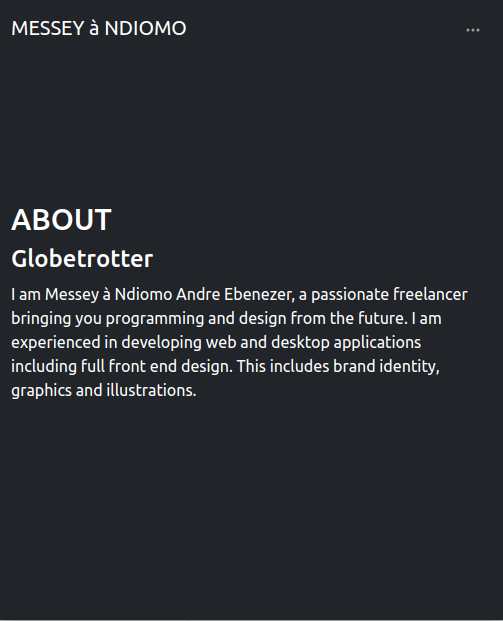 MESSEY à NDIOMO
ABOUT
Globetrotter
I am Messey à Ndiomo Andre Ebenezer, a passionate freelancer
bringing you programming and design from the future. I am
experienced in developing web and desktop applications
including full front end design. This includes brand identity,
graphics and illustrations.